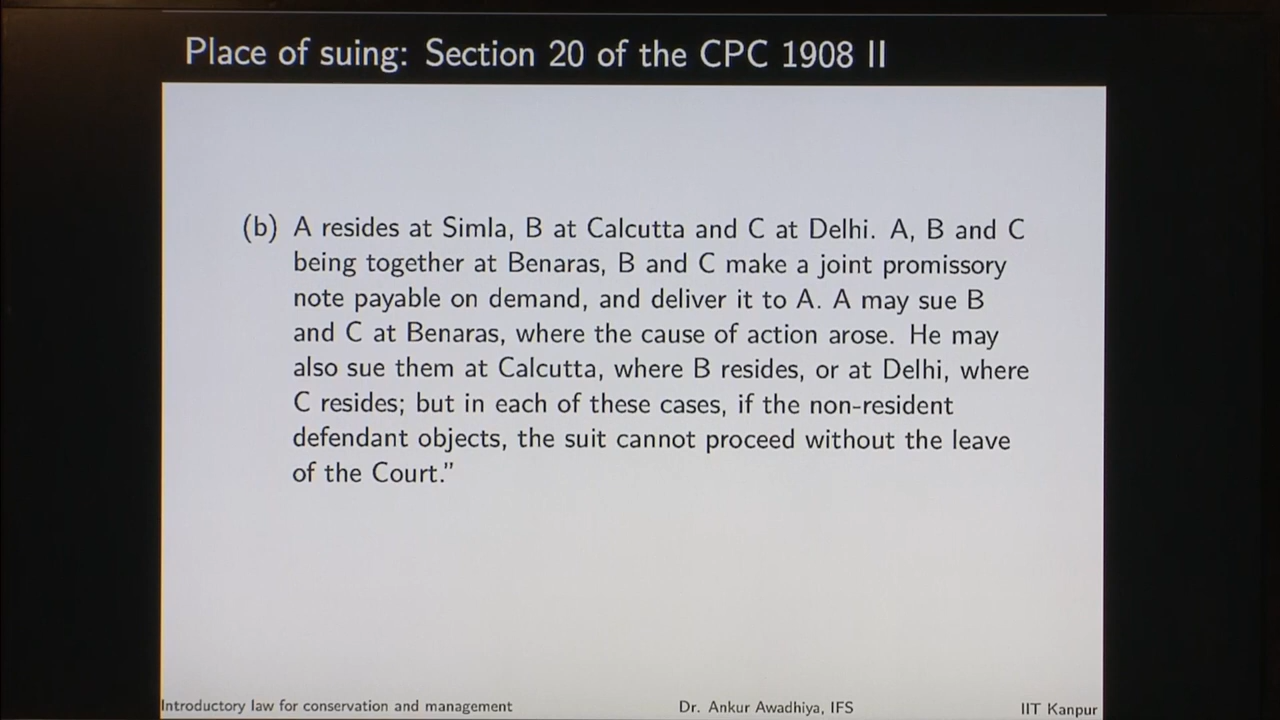 Place of suing: Section 20 of the CPC 1908 II
(b) A resides at Simla, B at Calcutta and C at Delhi. A, B and C
being together at Benaras, B and C make a joint promissory
note payable on demand, and deliver it to A. A may sue B
and C at Benaras, where the cause of action arose. He may
also sue them at Calcutta, where B resides, or at Delhi, where
C resides; but in each of these cases, if the non-resident
defendant objects, the suit cannot proceed without the leave
of the Court.”
Introductory law for conservation and management Dr. Ankur Awadhiya, IFS IIT Kanpur